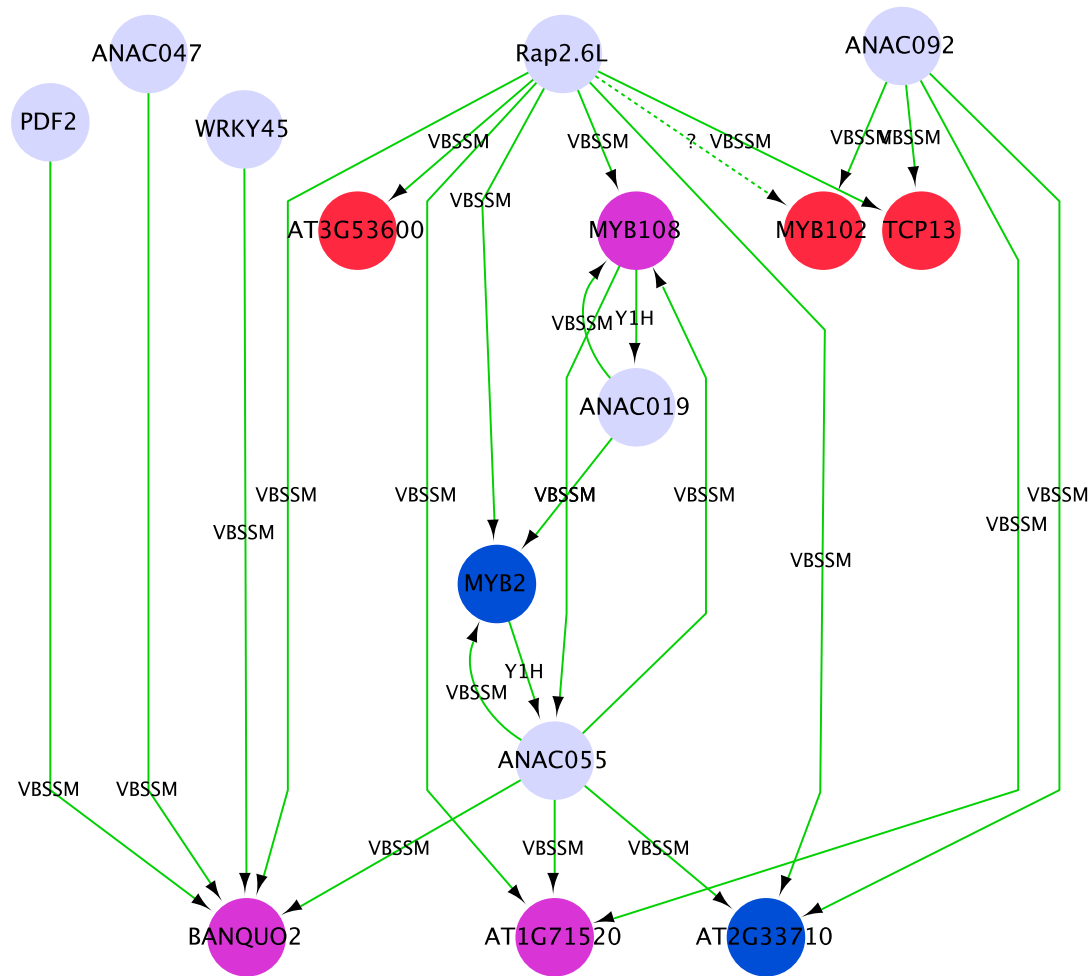 ANAC047
Rap2.6L
ANAC092
PDF2
WRKY45
VBSSM
VBSSM
?
VBSSM
VBSSM
VBSSM
VBSSM
AT3G53600
MYB108
MYB102
TCP13
VBSSM
Y1H
ANAC019
VBSSM
VBSSM
VBSSM
VBSSM
VBSSM
VBSSM
VBSSM
VBSSM
VBSSM
MYB2
Y1H
VBSSM
ANAC055
VBSSM
VBSSM
VBSSM
VBSSM
VBSSM
BANQUO2
AT1G71520
AT2G33710